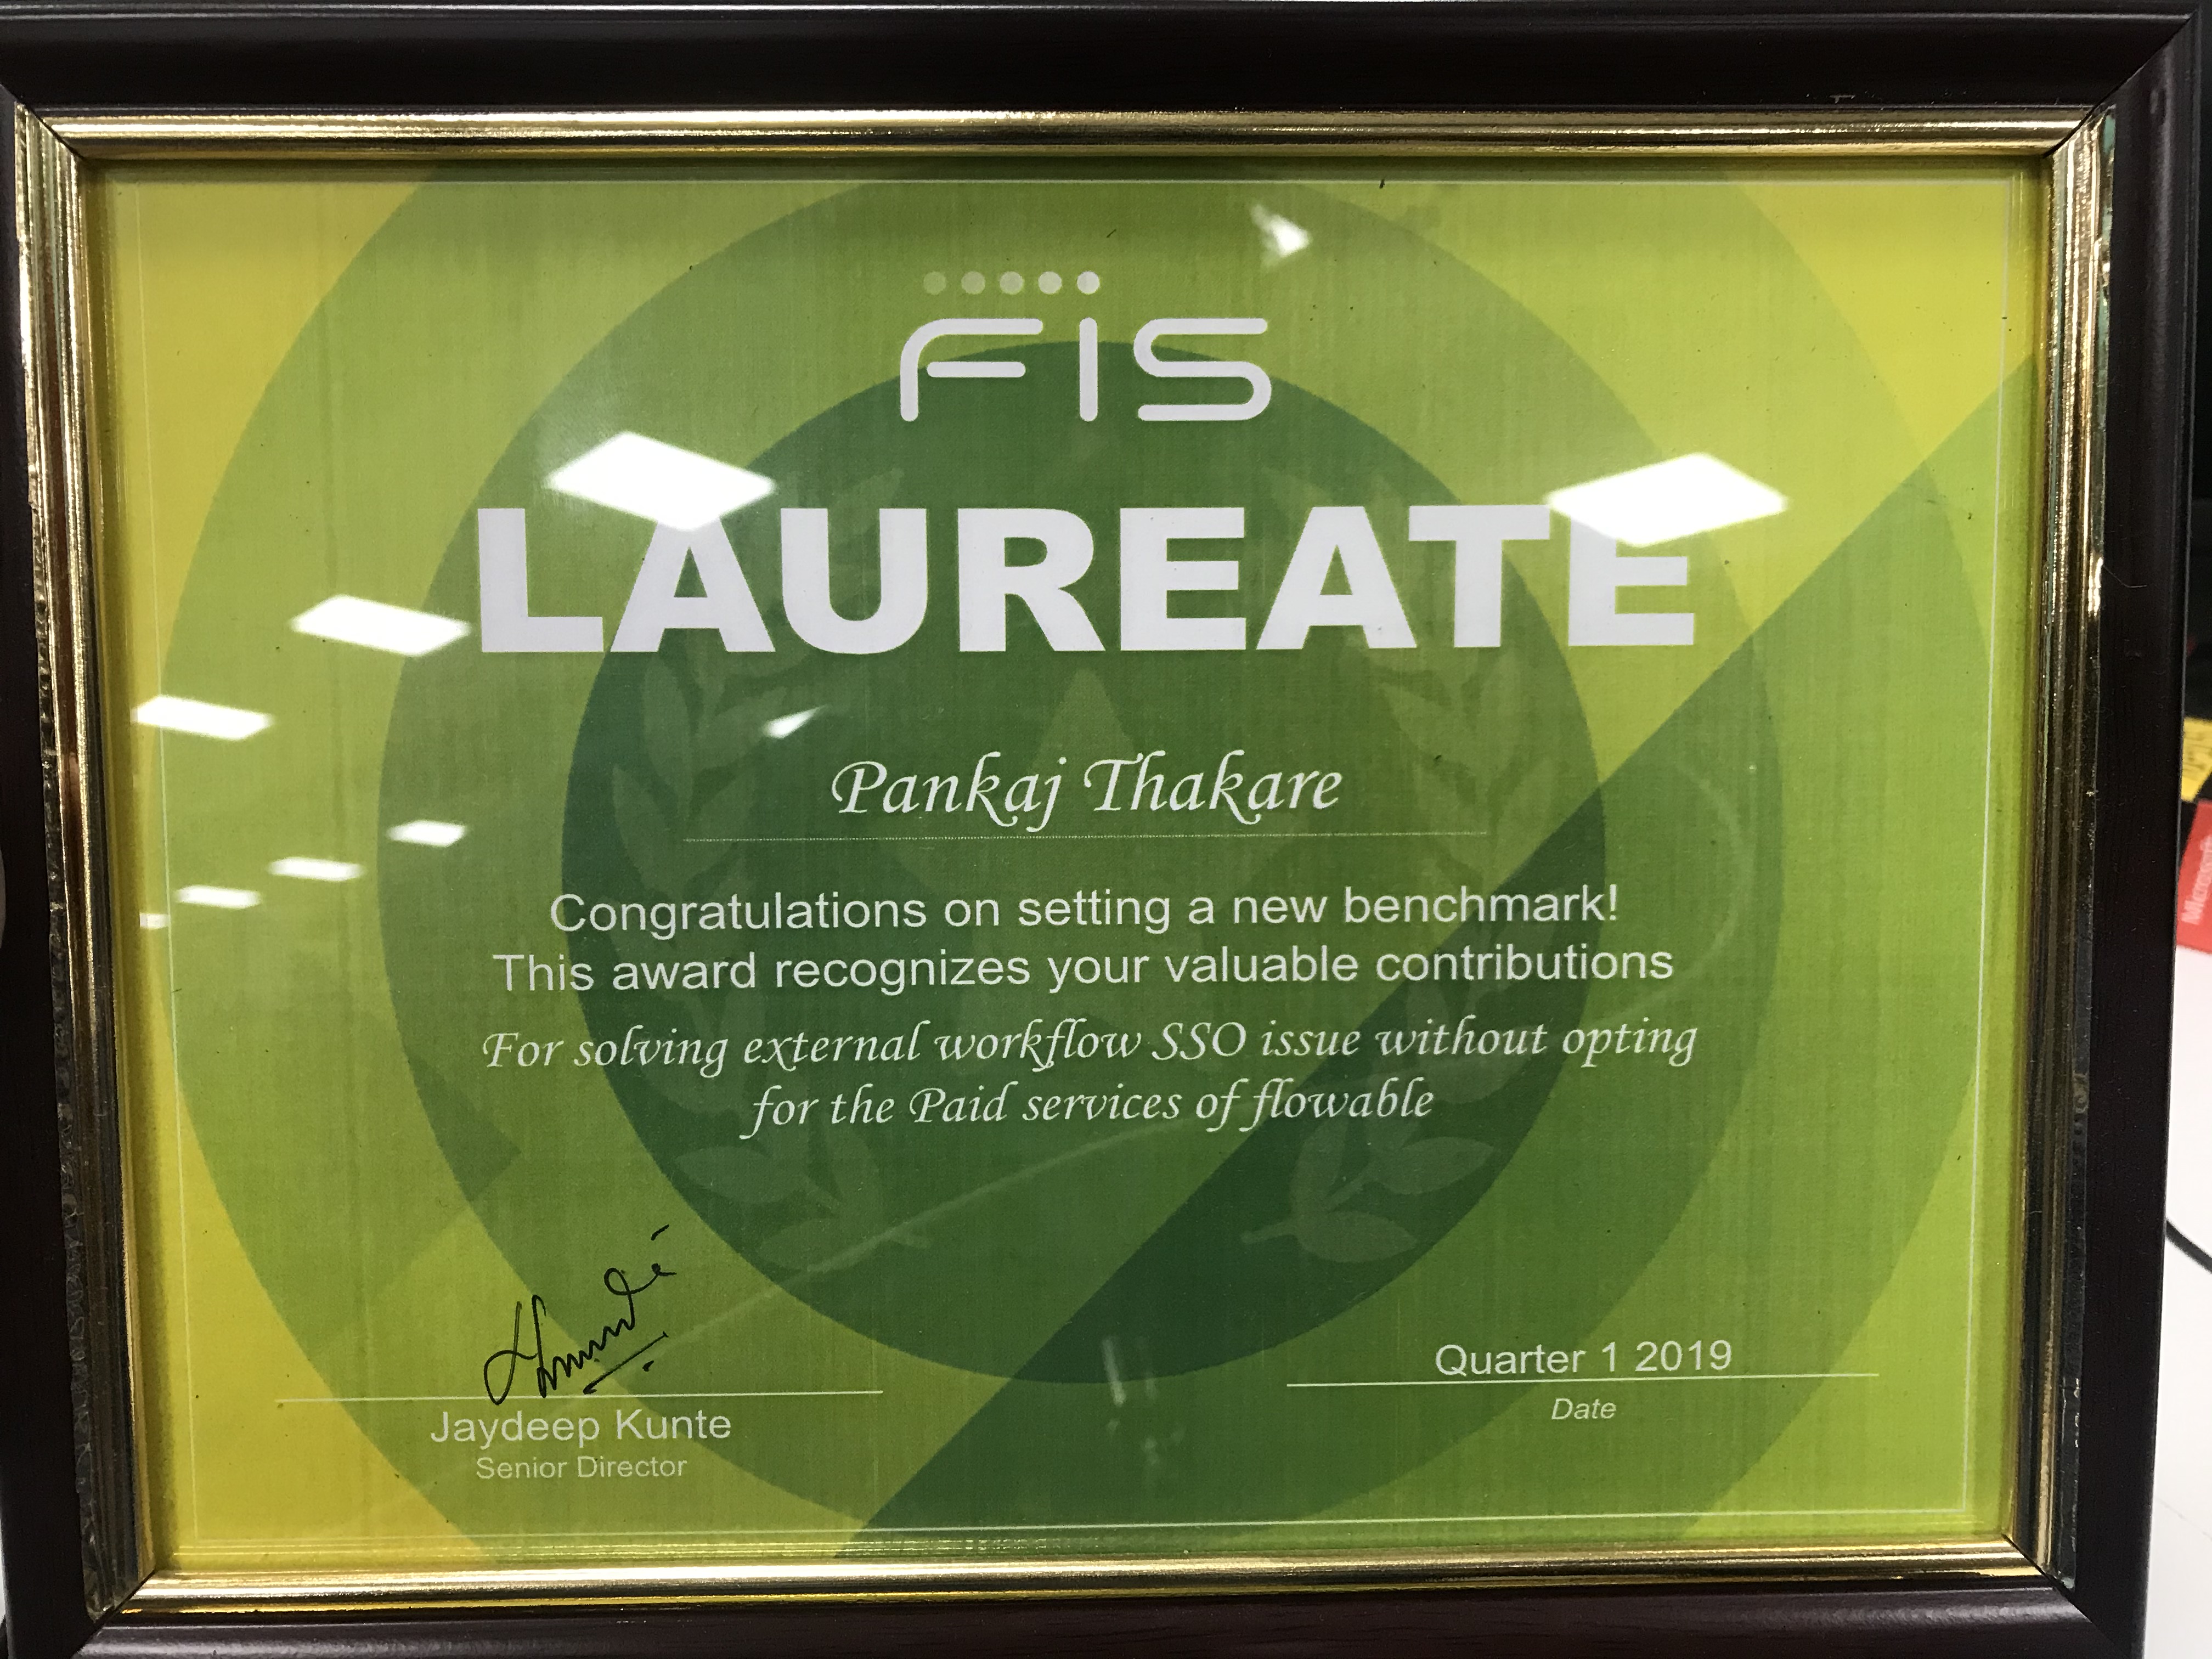 FIS
LAUREATE
Pankaj Thakare
Congratulations on setting a new benchmark!
This award recognizes your valuable contributions
For solving external workflow SSO issue without opting
for the Paid services of flowable
Jaydeep Kunte
Senior Director
Quarter 1 2019
Date